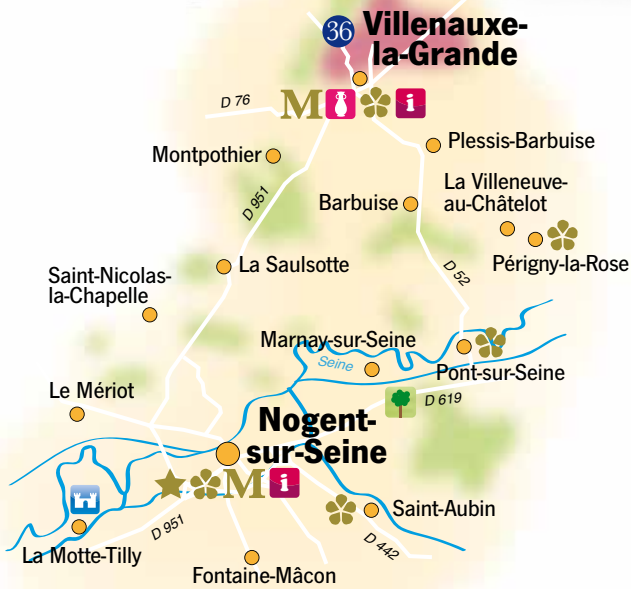 36
Villenauxe-
la-Grande
D 76
M
i
Montpothier
Plessis-Barbuise
D 951
Barbuise
La Villeneuve-
au-Châtelot
Périgny-la-Rose
La Saulsotte
D 52
Saint-Nicolas-
la-Chapelle
Marnay-sur-Seine
Seine
Pont-sur-Seine
Le Mériot
D 619
Nogent-
sur-Seine
M
i
Saint-Aubin
D 951
D 442
La Motte-Tilly
Fontaine-Mâcon